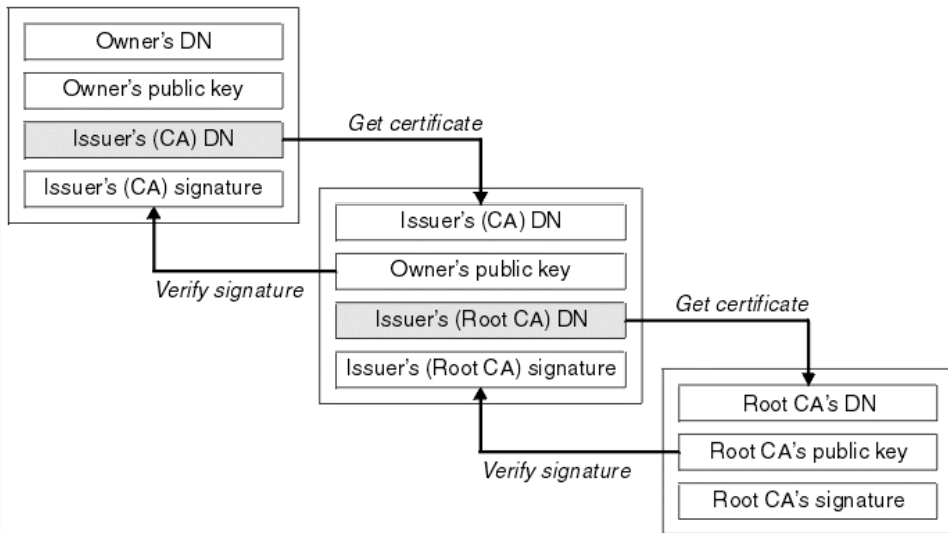 Owner's DN
Owner's public key
Issuer's (CA) DN
Issuer's (CA) signature
Get certificate
Verify signature
Issuer's (CA) DN
Owner's public key
Issuer's (Root CA) DN
Issuer's (Root CA) signature
Get certificate
Verify signature
Root CA's DN
Root CA's public key
Root CA's signature